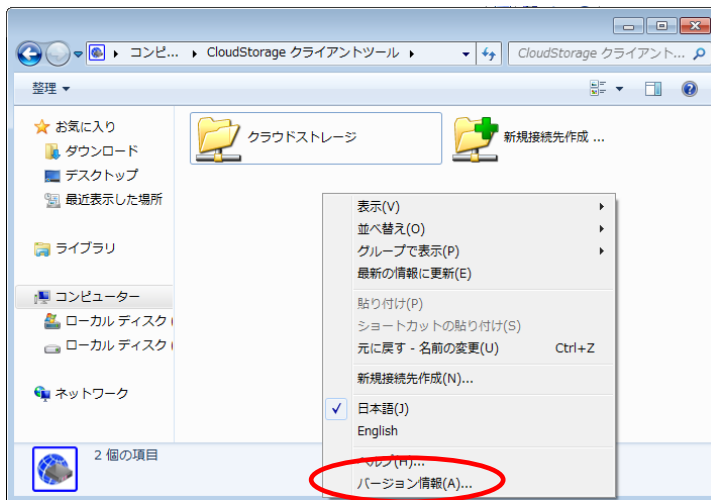 コンピ... ▸ CloudStorage クライアントツール ▸
CloudStorage クライアント...
整理 ▼
お気に入り
ダウンロード
デスクトップ
最近表示した場所
ライブラリ
コンピューター
ローカル ディスク (
ローカル ディスク (
ネットワーク
クラウドストレージ
新規接続先作成 ...
表示(V)
並べ替え(O)
グループで表示(P)
最新の情報に更新(E)
貼り付け(P)
ショートカットの貼り付け(S)
元に戻す - 名前の変更(U) Ctrl+Z
新規接続先作成(N)...
日本語(J)
English
ヘルプ(H)...
バージョン情報(A)...
2 個の項目